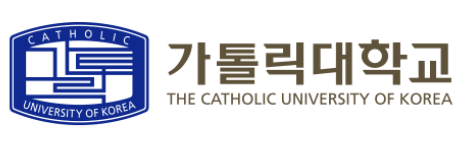 CATHOLIC
UNIVERSITY OF KOREA
가톨릭대학교
THE CATHOLIC UNIVERSITY OF KOREA